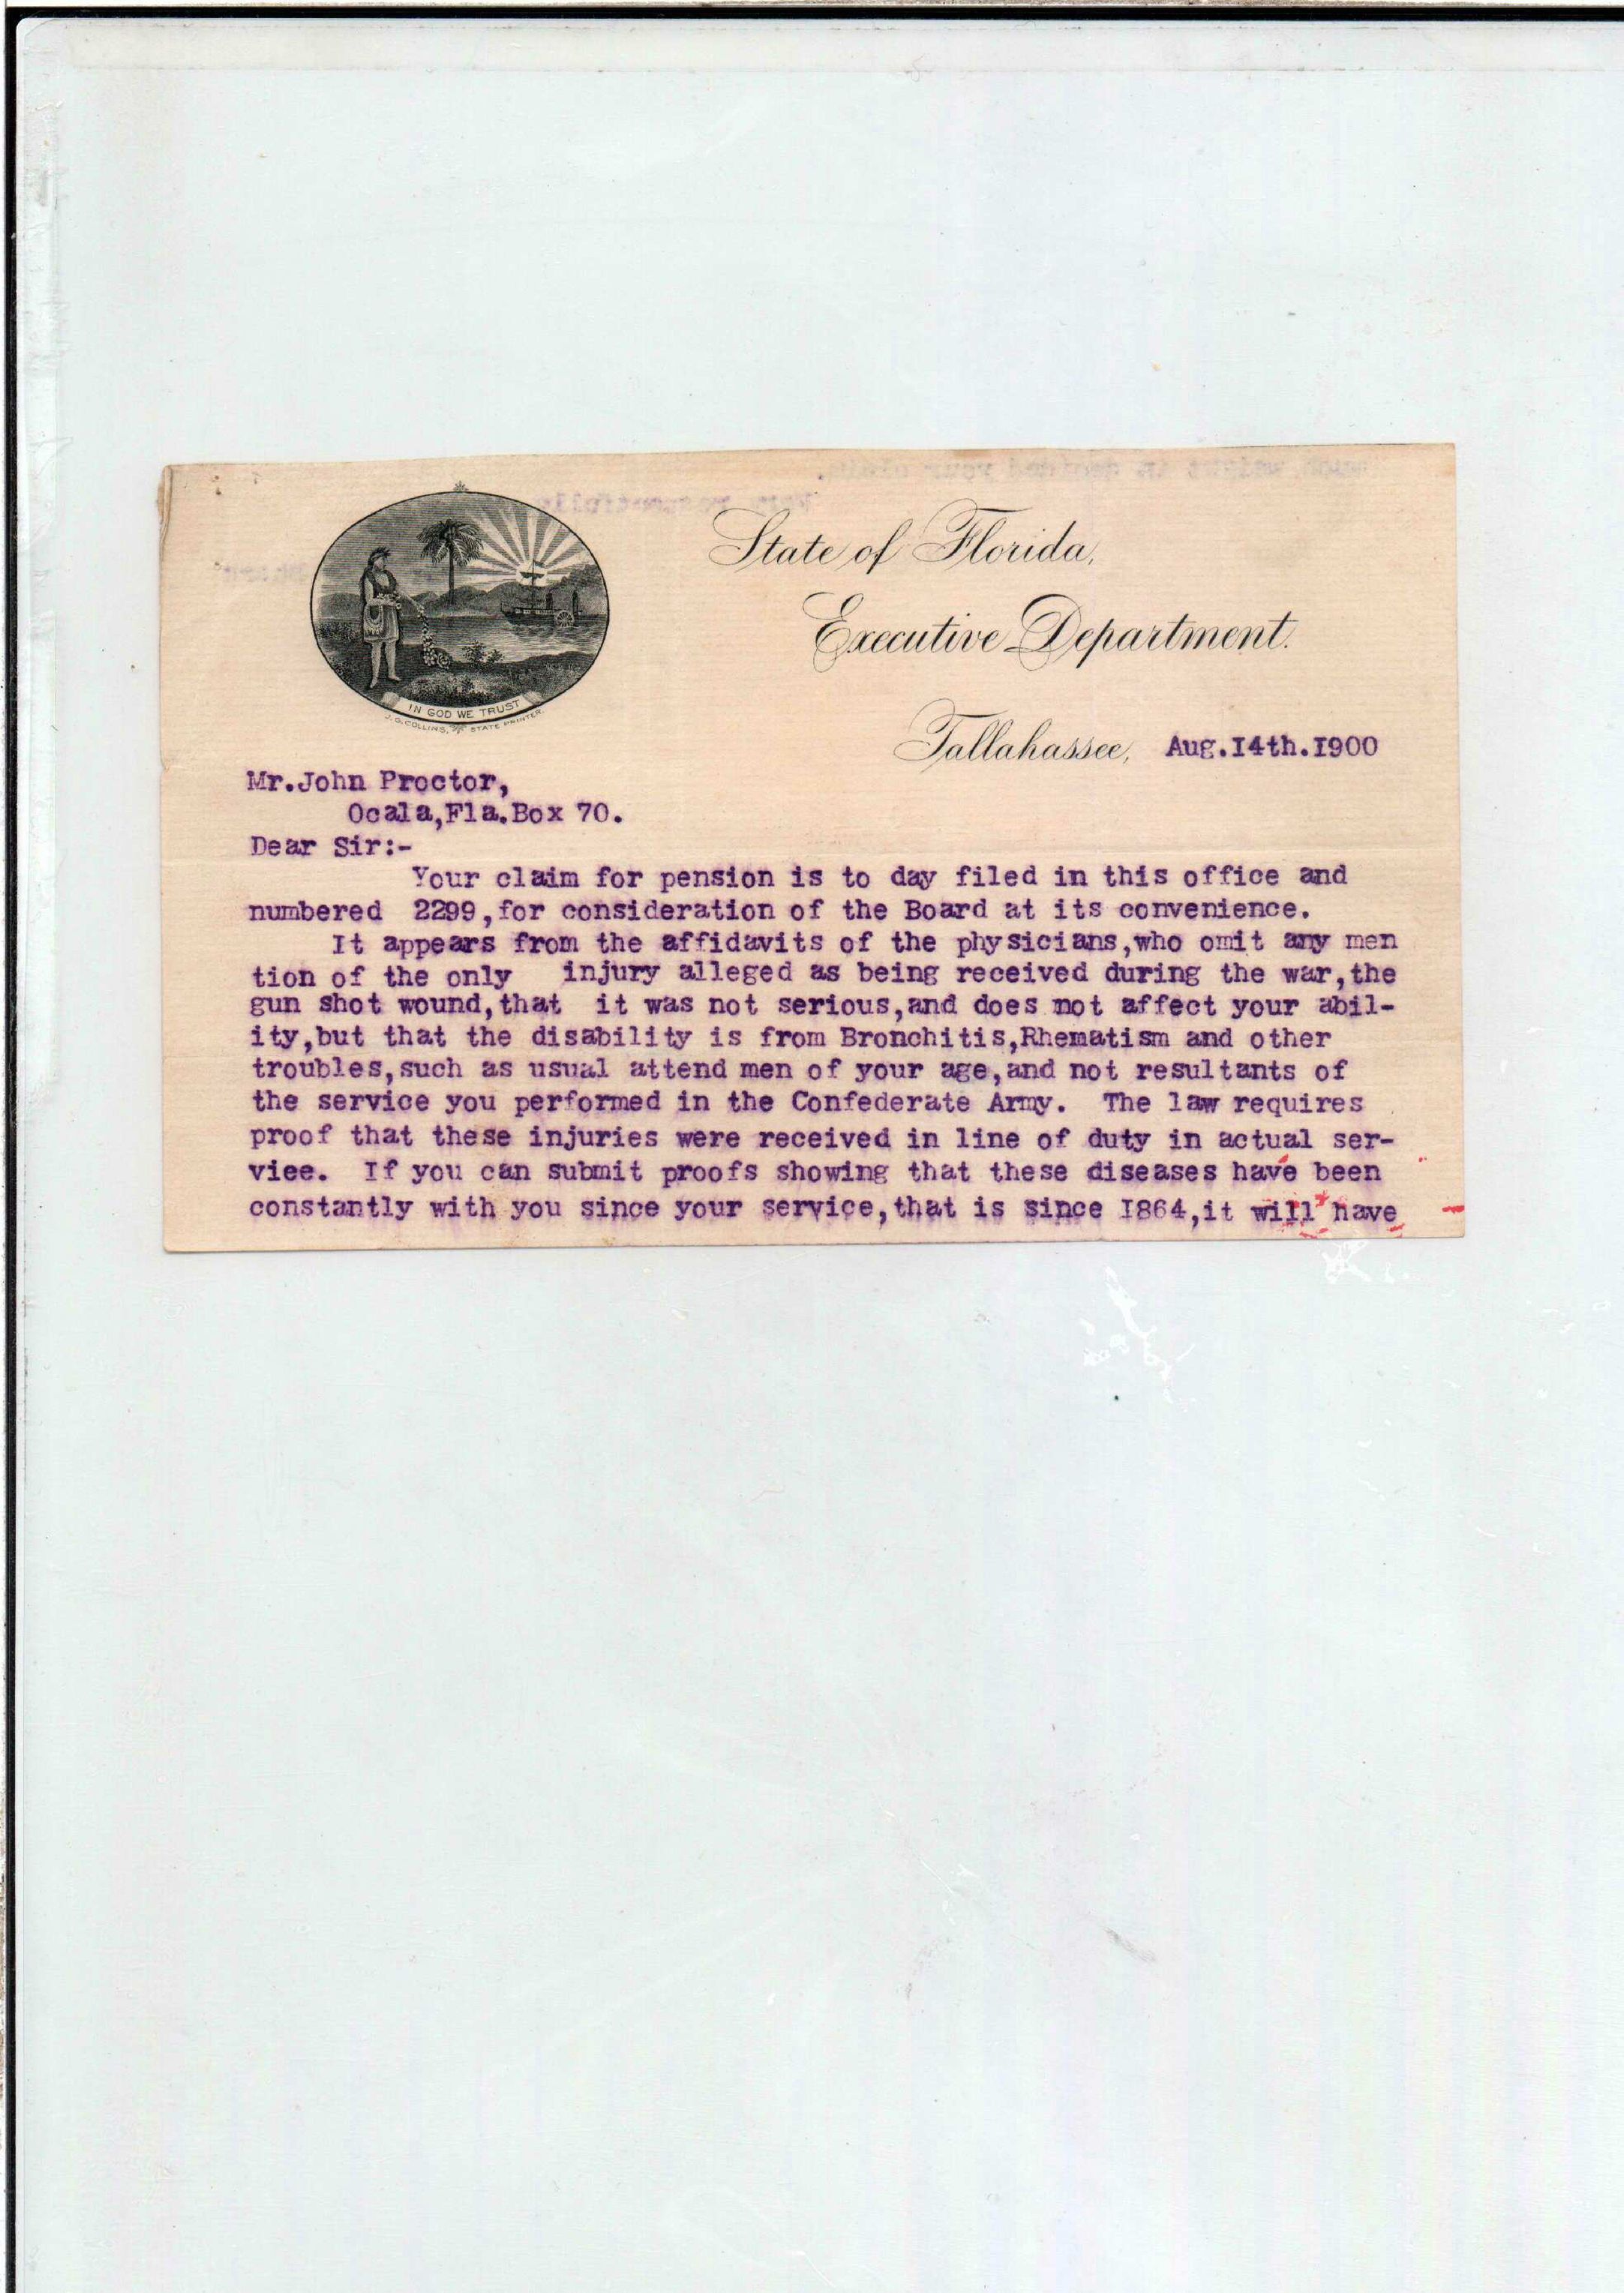 State of Florida,
Executive Department.
IN GOD WE TRUST
J. G. COLLINS, STATE PRINTER.
Tallahassee, Aug.I4th.I900
Mr.John Proctor,
Ocala,Fla.Box 70.
Dear Sir:-
Your claim for pension is to day filed in this office and
numbered 2299,for consideration of the Board at its convenience.
It appears from the affidavits of the physicians,who omit any men
tion of the only injury alleged as being received during the war,the
gun shot wound,that it was not serious,and does not affect your abil-
ity,but that the disability is from Bronchitis,Rhematism and other
troubles,such as usual attend men of your age,and not resultants of
the service you performed in the Confederate Army. The law requires
proof that these injuries were received in line of duty in actual ser-
viee. If you can submit proofs showing that these diseases have been
constantly with you since your service,that is since I864,it will have